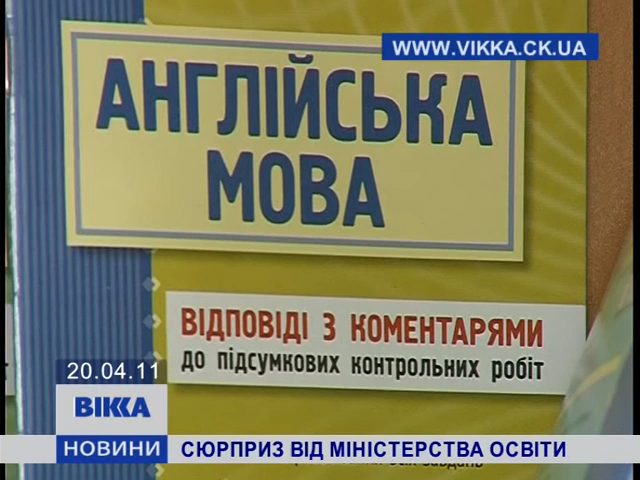 WWW.VIKKA.CK.UA
АНГЛІЙСЬКА
МОВА
ВІДПОВІДІ З КОМЕНТАРЯМИ
до підсумкових контрольних робіт
20.04.11
ВІККА
НОВИНИ
СЮРПРИЗ ВІД МІНІСТЕРСТВА ОСВІТИ